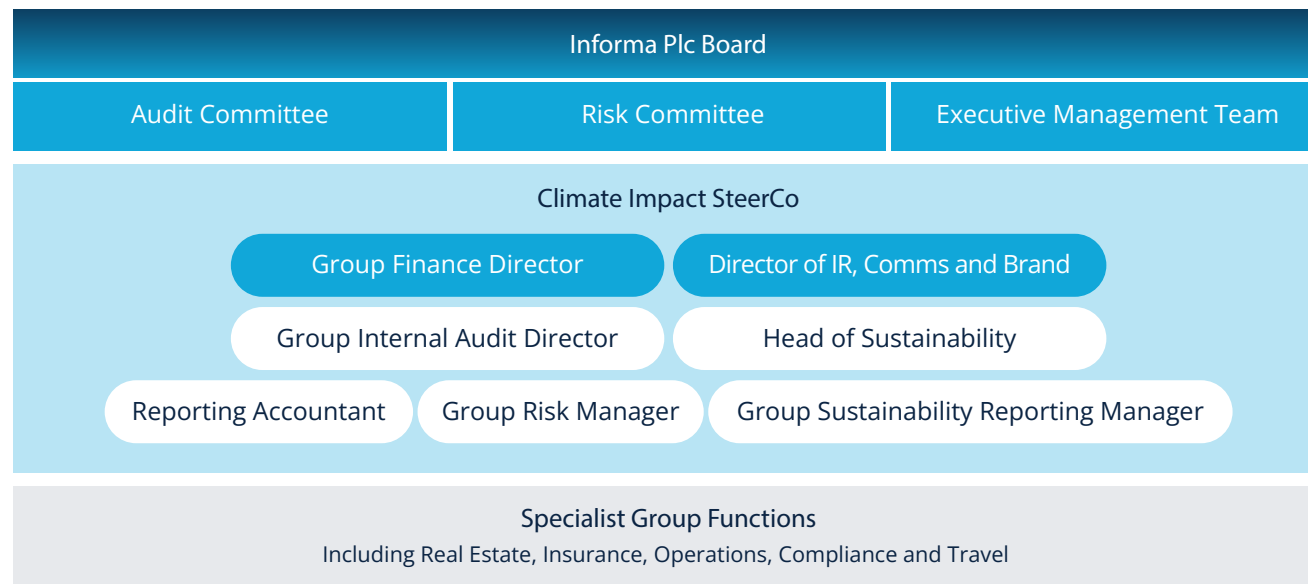 Informa Plc Board
Audit Committee
Risk Committee
Executive Management Team
Climate Impact SteerCo
Group Finance Director
Director of IR, Comms and Brand
Group Internal Audit Director
Head of Sustainability
Reporting Accountant
Group Risk Manager
Group Sustainability Reporting Manager
Specialist Group Functions
Including Real Estate, Insurance, Operations, Compliance and Travel